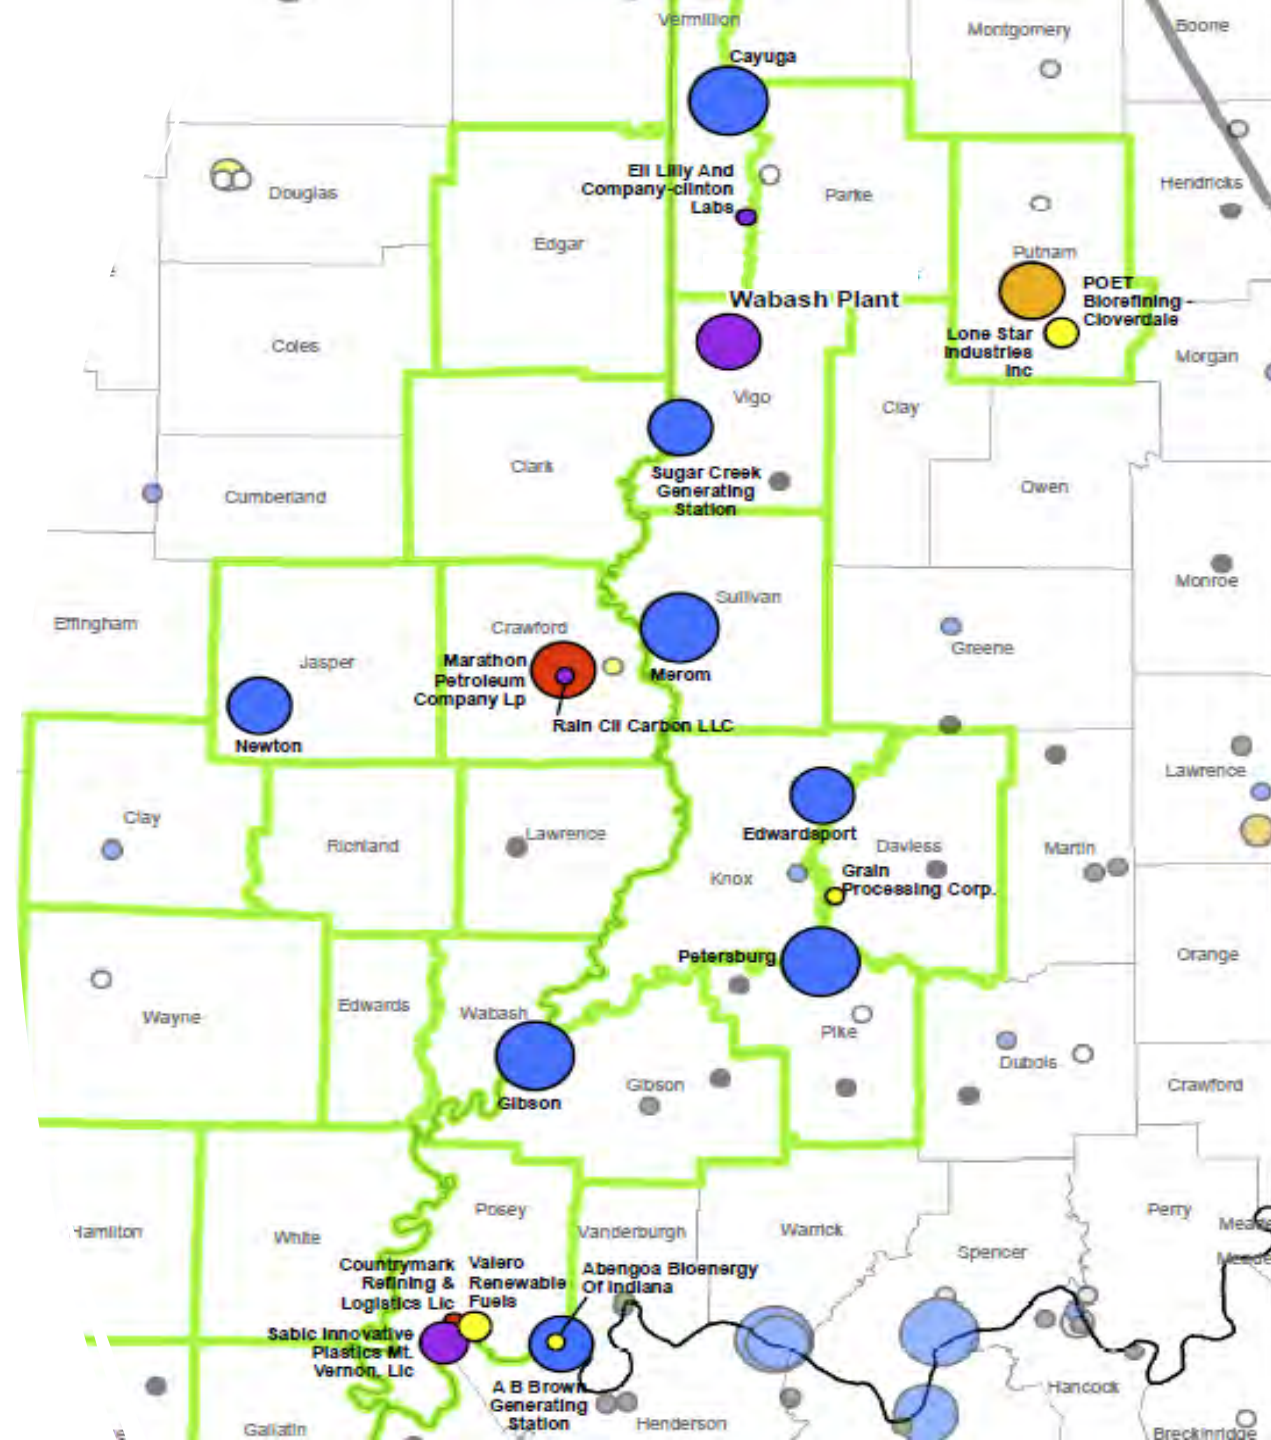 Vermillion
Montgomery
Boone
Cayuga
Eli Lilly And
Company-clinton
Labs
Parke
Hendricks
Douglas
Edgar
Putnam
POET
Biorefining -
Cloverdale
Wabash Plant
Lone Star
Industries
Inc
Coles
Morgan
Vigo
Clay
Clark
Sugar Creek
Generating
Station
Cumberland
Owen
Monroe
Sullivan
Effingham
Crawford
Greene
Jasper
Marathon
Petroleum
Company Lp
Merom
Rain CII Carbon LLC
Newton
Lawrence
Clay
Richland
Lawrence
Edwardsport
Daviess
Martin
Knox
Grain
Processing Corp.
Petersburg
Orange
Edwards
Wabash
Wayne
Pike
Dubois
Gibson
Crawford
Gibson
Posey
Perry
Hamilton
White
Vanderburgh
Warrick
Meade
Spencer
Meade
Countrymark
Refining &
Logistics Llc
Valero
Renewable
Fuels
Abengoa Bioenergy
Of Indiana
Sabic Innovative
Plastics Mt.
Vernon, Llc
A B Brown
Generating
Station
Hancock
Gallatin
Henderson
Breckinridge